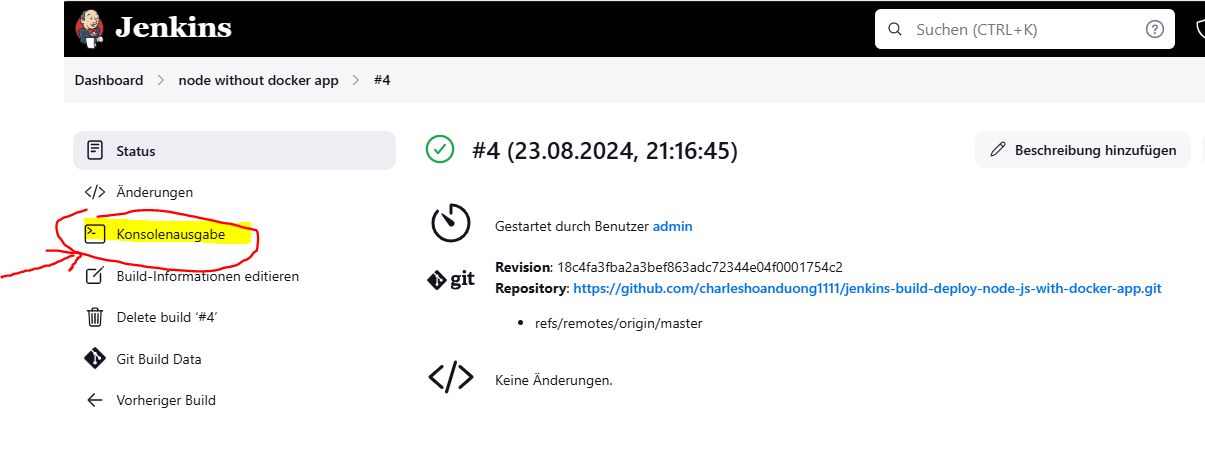 Jenkins
Suchen (CTRL+K)
Dashboard > node without docker app > #4
Status
Änderungen
Konsolenausgabe
Build-Informationen editieren
Delete build ‘#4’
Git Build Data
Vorheriger Build
#4 (23.08.2024, 21:16:45)
Beschreibung hinzufügen
Gestartet durch Benutzer admin
git
Revision: 18c4fa3fba2a3bef863adc72344e04f0001754c2
Repository: https://github.com/charleshoanduong1111/jenkins-build-deploy-node-js-with-docker-app.git
• refs/remotes/origin/master
Keine Änderungen.